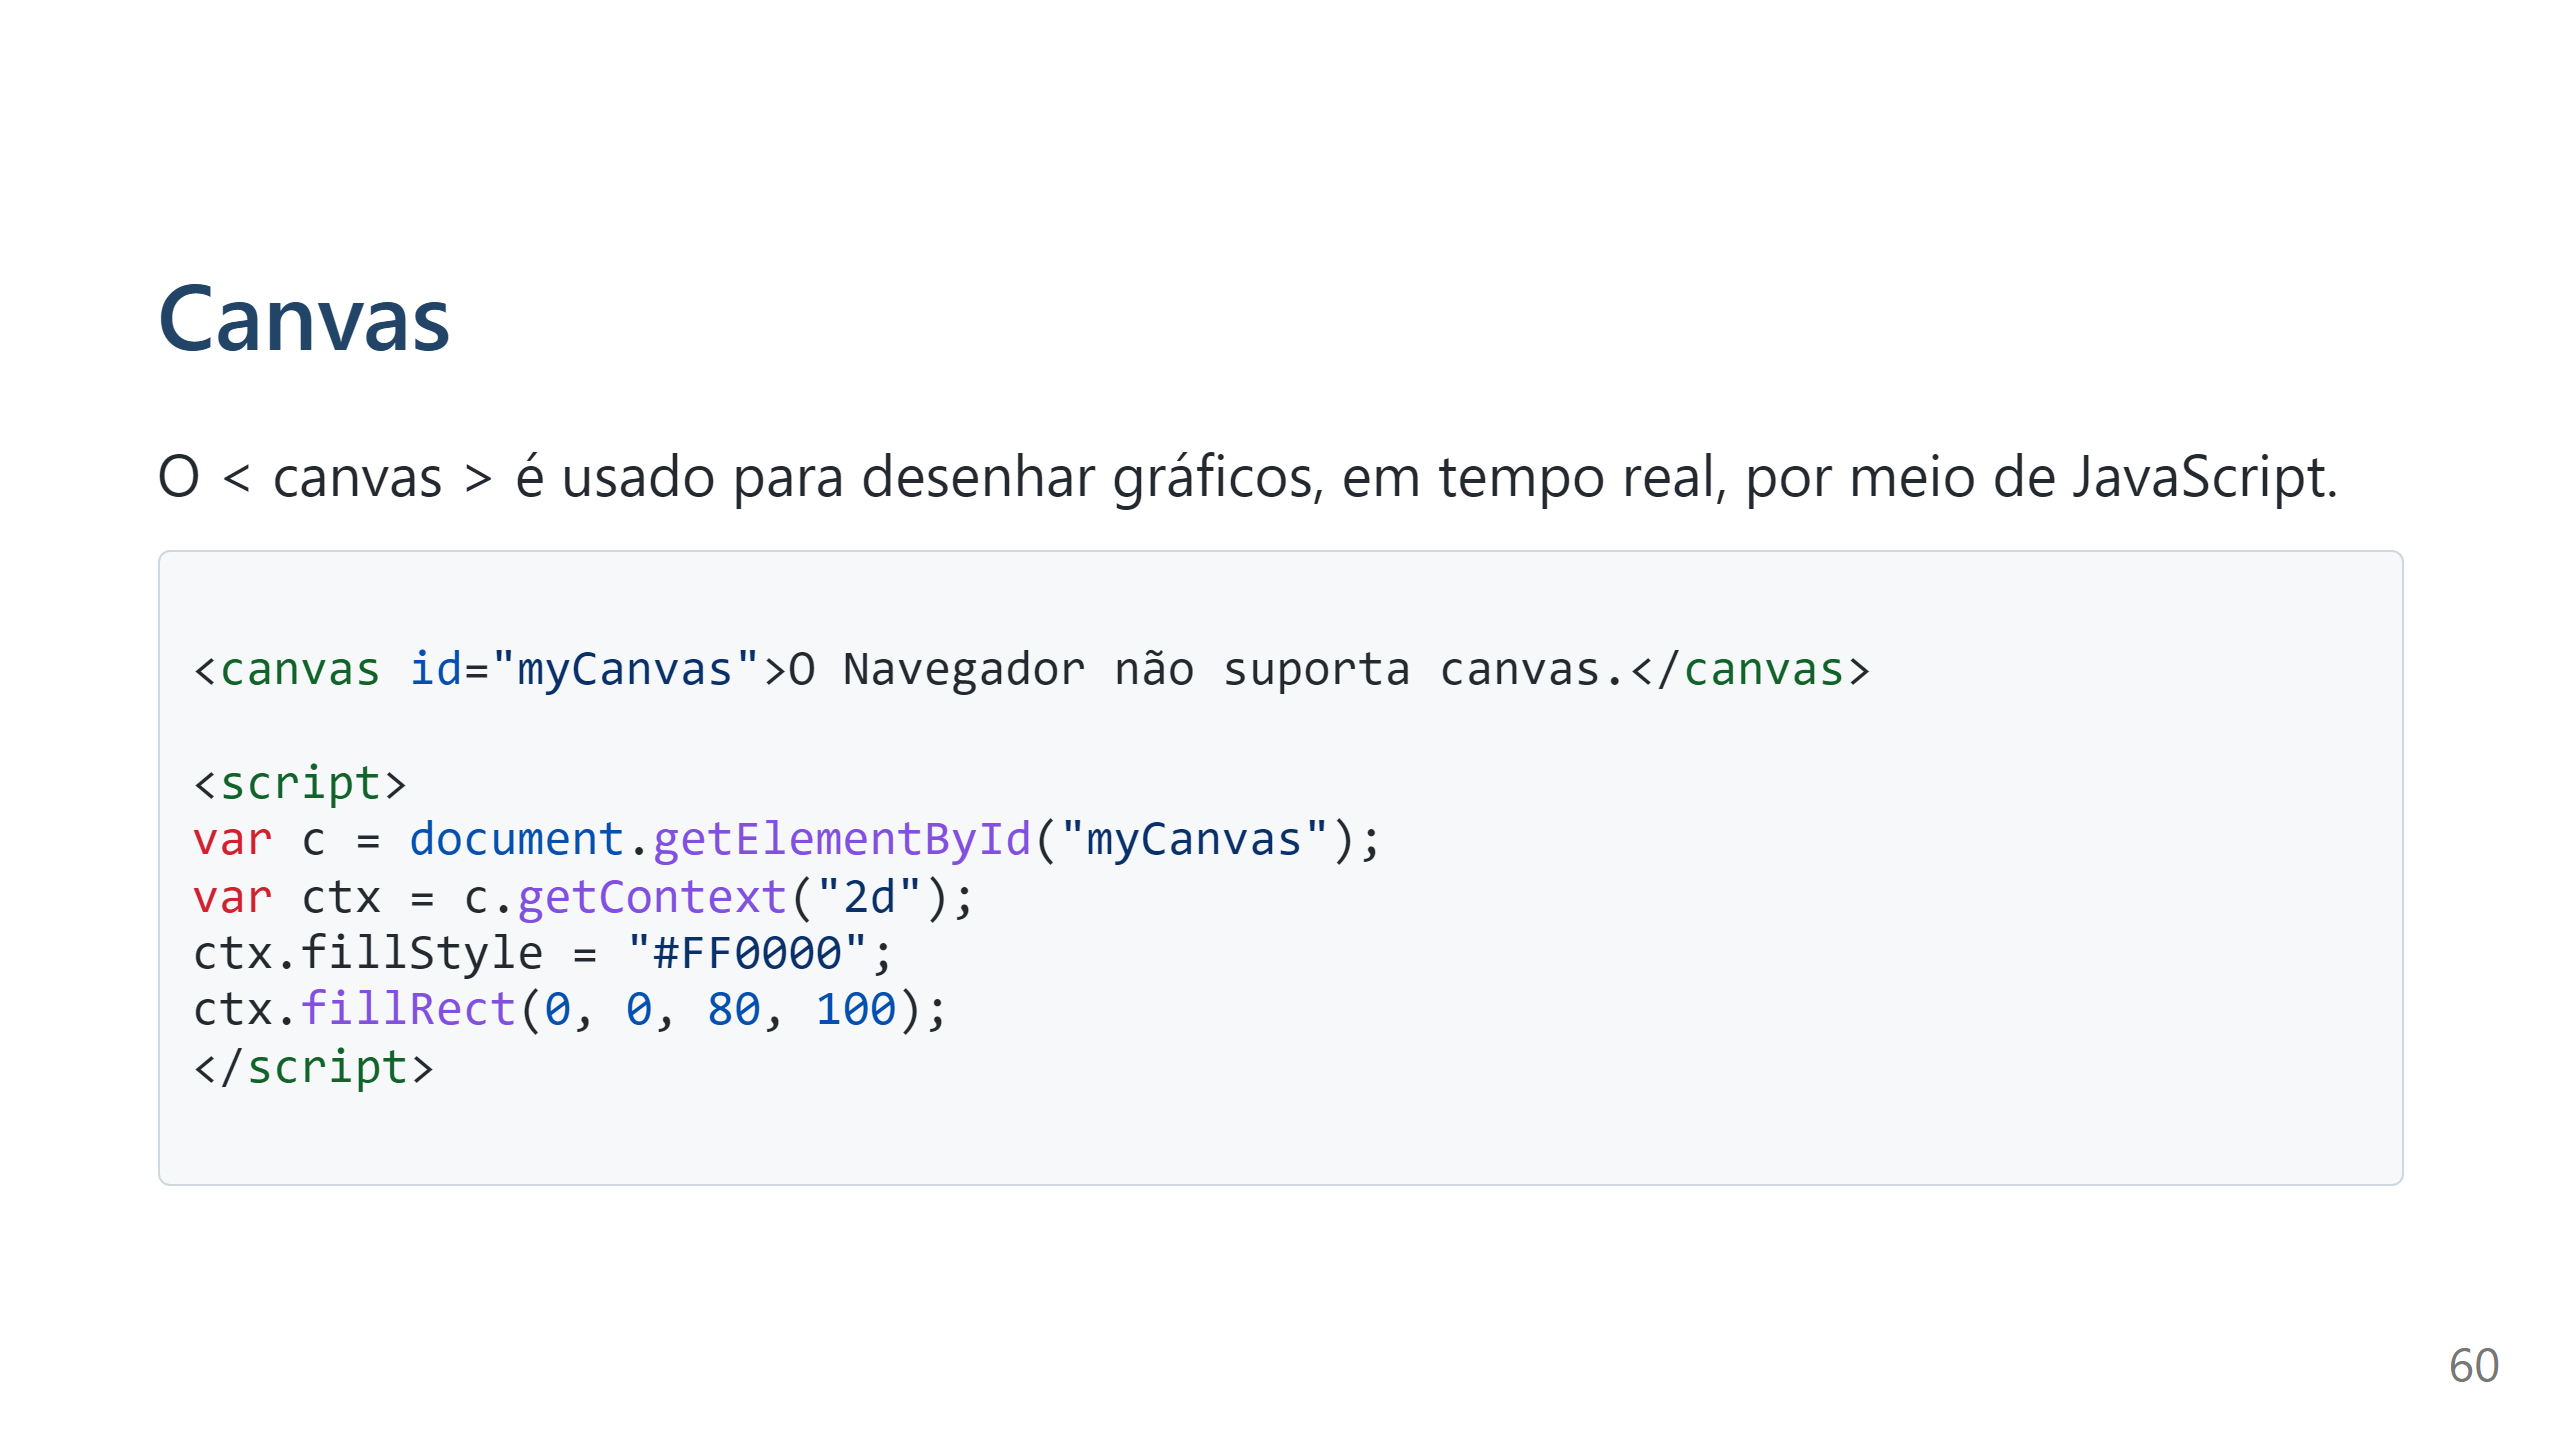 Canvas
O < canvas > é usado para desenhar gráficos, em tempo real, por meio de JavaScript.
<canvas id="myCanvas">O Navegador não suporta canvas.</canvas>
<script>
var c = document.getElementById("myCanvas");
var ctx = c.getContext("2d");
ctx.fillStyle = "#FF0000";
ctx.fillRect(0, 0, 80, 100);
</script>
60